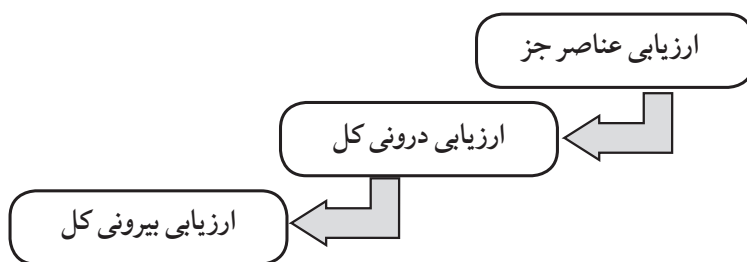 ارزیابی عناصر جز
ارزیابی درونی کل
ارزیابی بیرونی کل